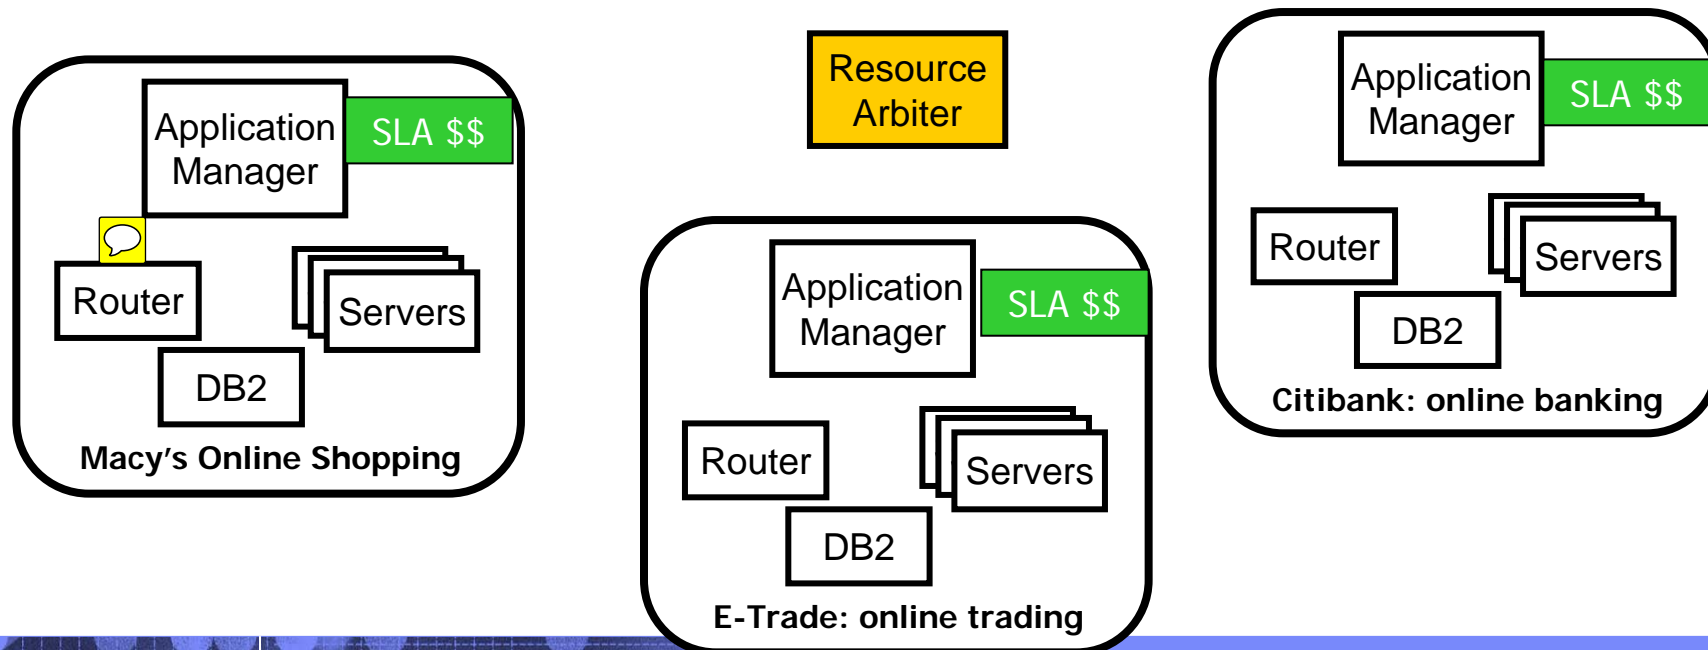 Application
Manager
SLA $$
Router
Servers
DB2
Macy's Online Shopping
Resource
Arbiter
Application
Manager
SLA $$
Router
Servers
DB2
E-Trade: online trading
Application
Manager
SLA $$
Router
Servers
DB2
Citibank: online banking